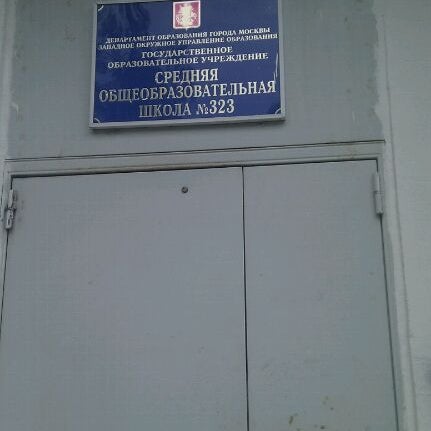 ДЕПАРТАМЕНТ ОБРАЗОВАНИЯ ГОРОДА МОСКВЫ
ЗАПАДНОЕ ОКРУЖНОЕ УПРАВЛЕНИЕ ОБРАЗОВАНИЯ
ГОСУДАРСТВЕННОЕ
ОБРАЗОВАТЕЛЬНОЕ УЧРЕЖДЕНИЕ
СРЕДНЯЯ
ОБЩЕОБРАЗОВАТЕЛЬНАЯ
ШКОЛА №323